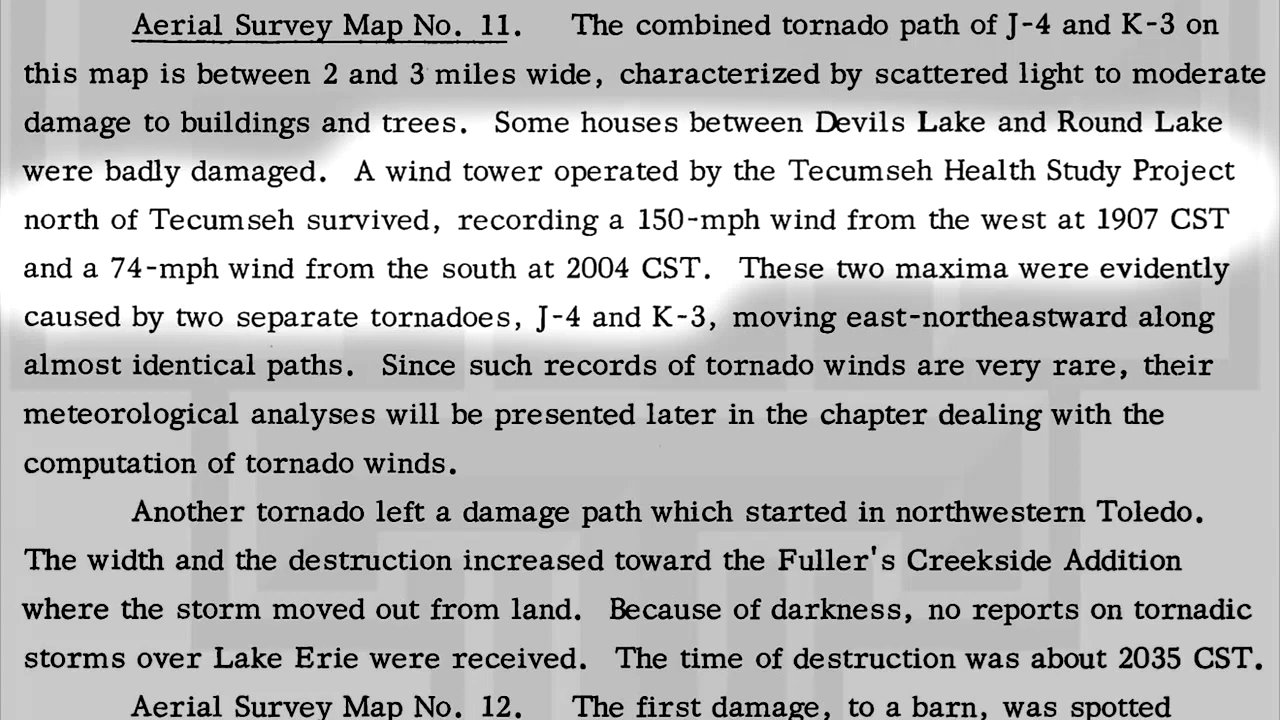 Aerial Survey Map No. 11. The combined tornado path of J-4 and K-3 on
this map is between 2 and 3 miles wide, characterized by scattered light to moderate
damage to buildings and trees. Some houses between Devils Lake and Round Lake
were badly damaged. A wind tower operated by the Tecumseh Health Study Project
north of Tecumseh survived, recording a 150-mph wind from the west at 1907 CST
and a 74-mph wind from the south at 2004 CST. These two maxima were evidently
caused by two separate tornadoes, J-4 and K-3, moving east-northeastward along
almost identical paths. Since such records of tornado winds are very rare, their
meteorological analyses will be presented later in the chapter dealing with the
computation of tornado winds.
Another tornado left a damage path which started in northwestern Toledo.
The width and the destruction increased toward the Fuller's Creekside Addition
where the storm moved out from land. Because of darkness, no reports on tornadic
storms over Lake Erie were received. The time of destruction was about 2035 CST.
Aerial Survey Map No. 12. The first damage, to a barn, was spotted